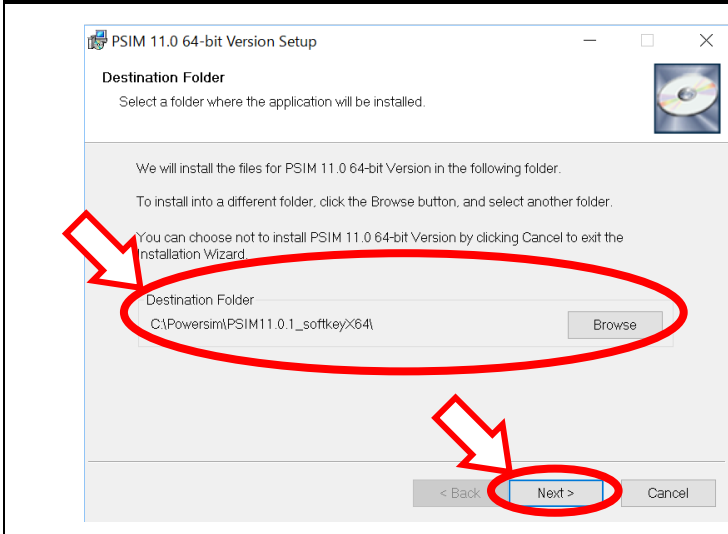 PSIM 11.0 64-bit Version Setup
Destination Folder
Select a folder where the application will be installed.
We will install the files for PSIM 11.0 64-bit Version in the following folder.
To install into a different folder, click the Browse button, and select another folder.
You can choose not to install PSIM 11.0 64-bit Version by clicking Cancel to exit the
Installation Wizard.
Destination Folder
C:\Powersim\PSIM11.0.1_softkeyX64\
Browse
< Back
Next >
Cancel